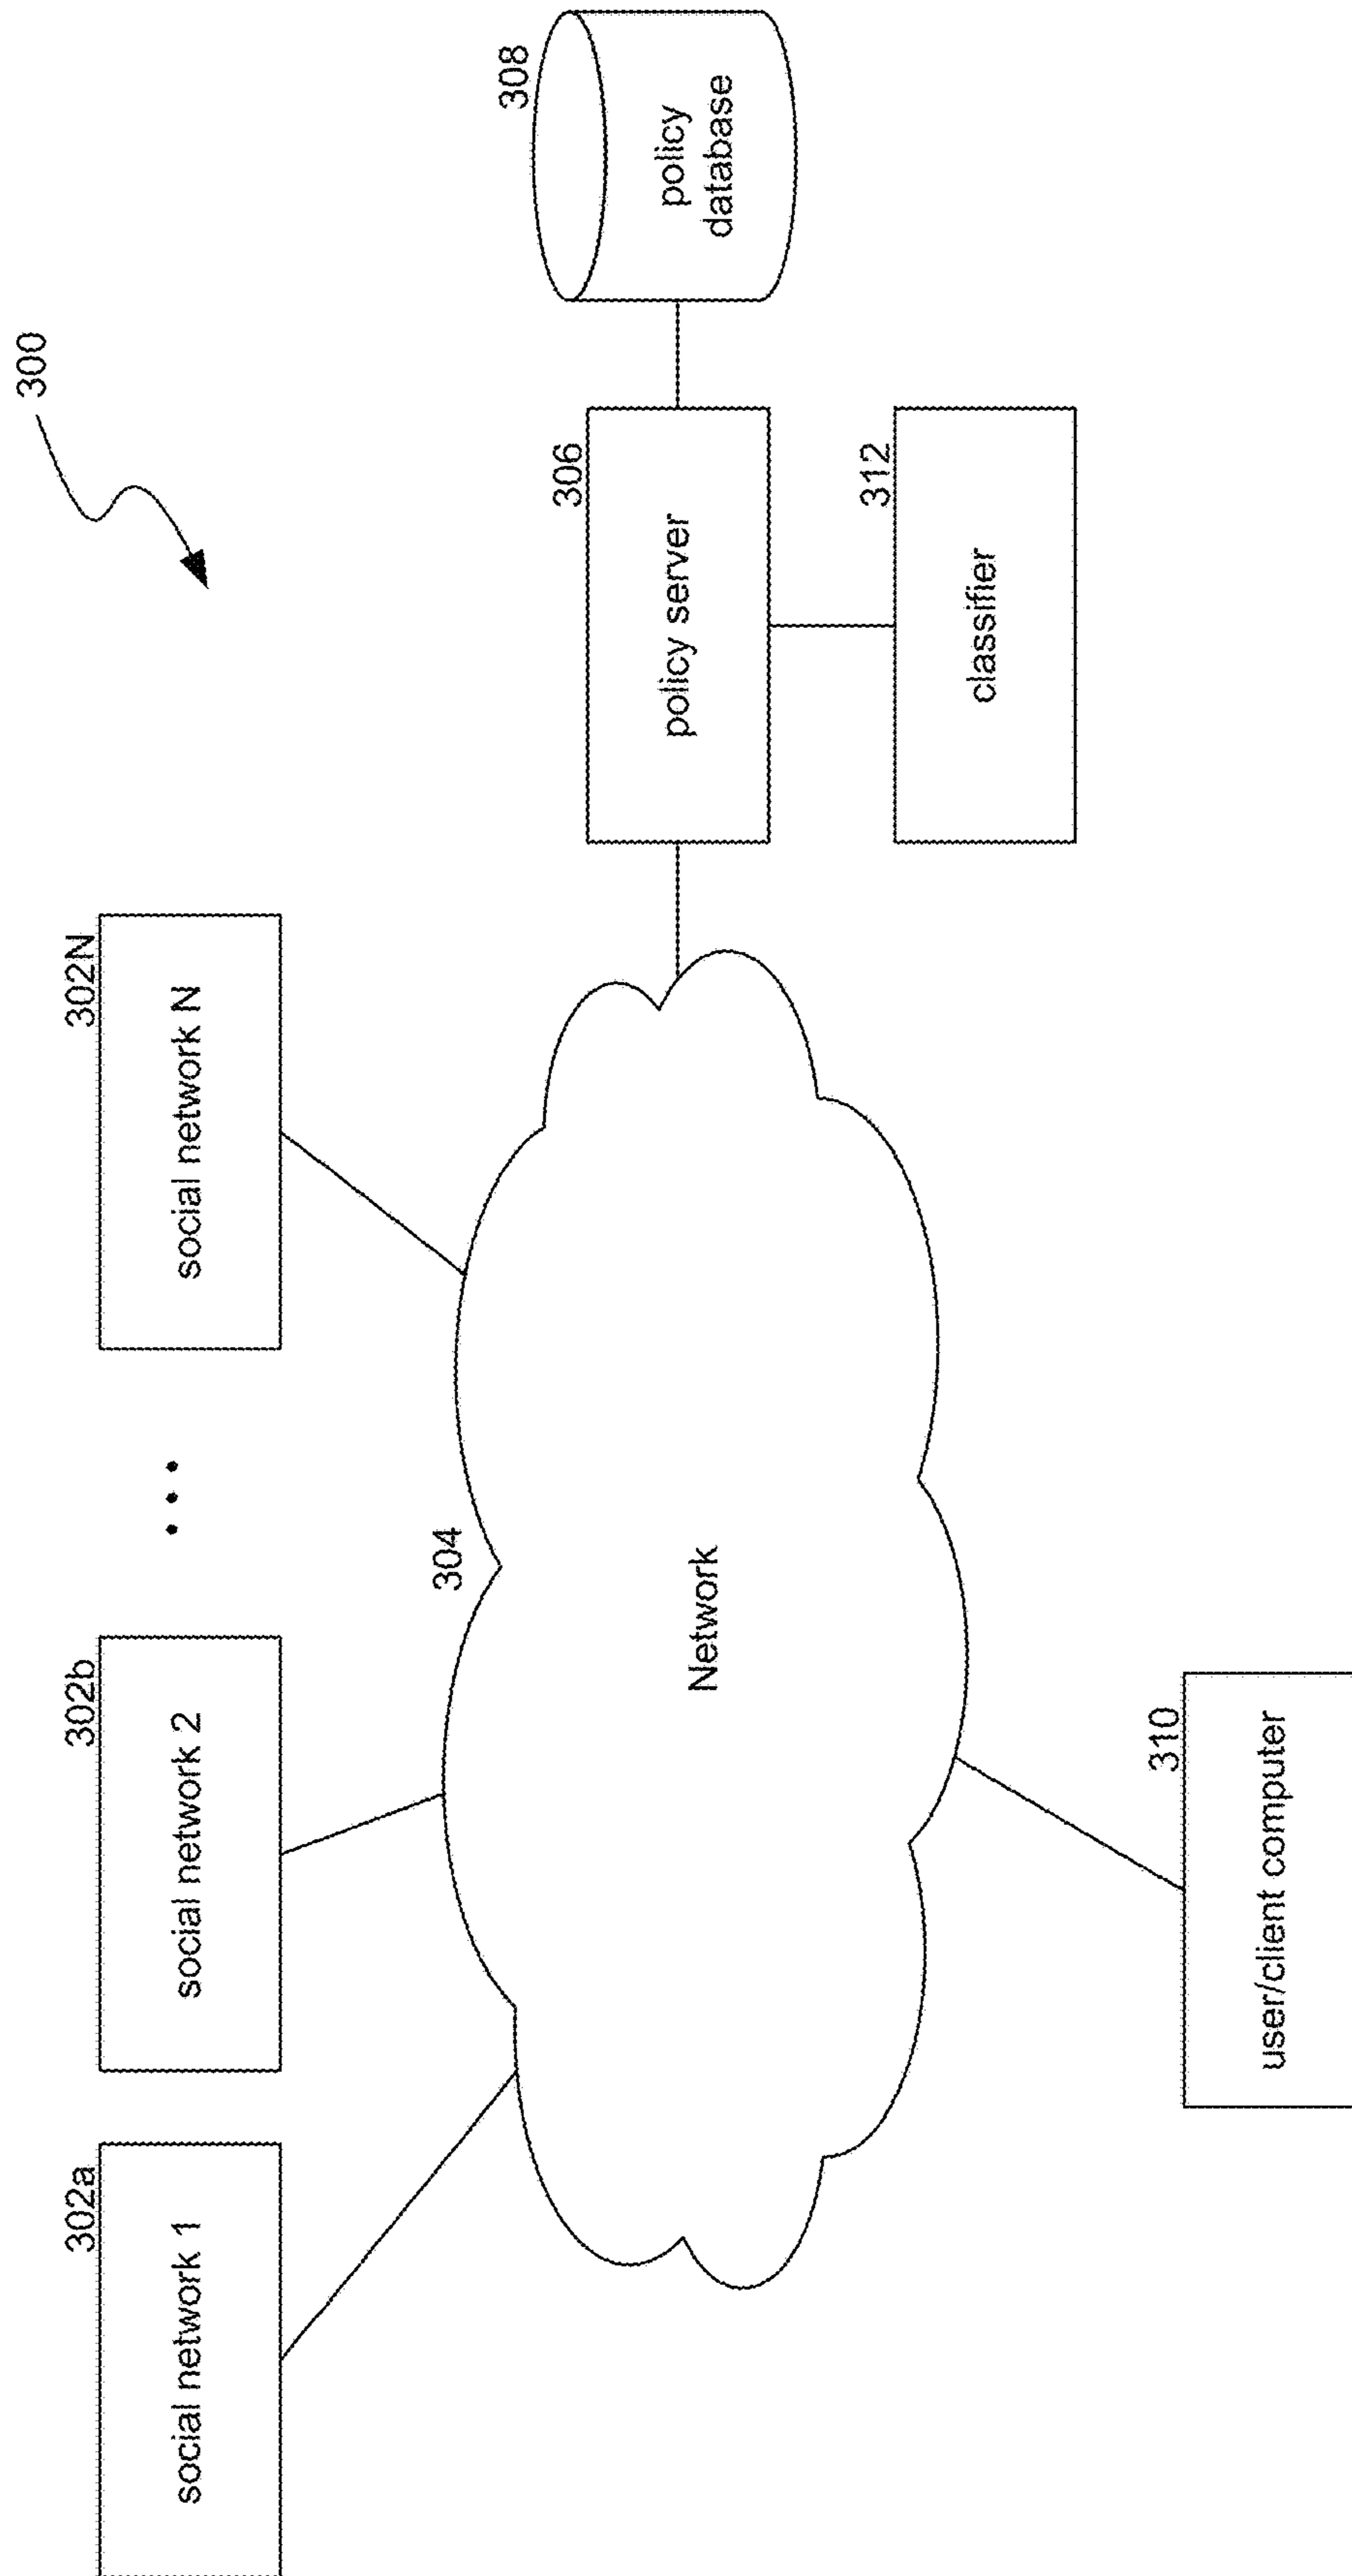 300
302a
302b
302N
social network 1
social network 2
...
social network N
304
Network
306
policy server
308
policy
database
310
user/client computer
312
classifier